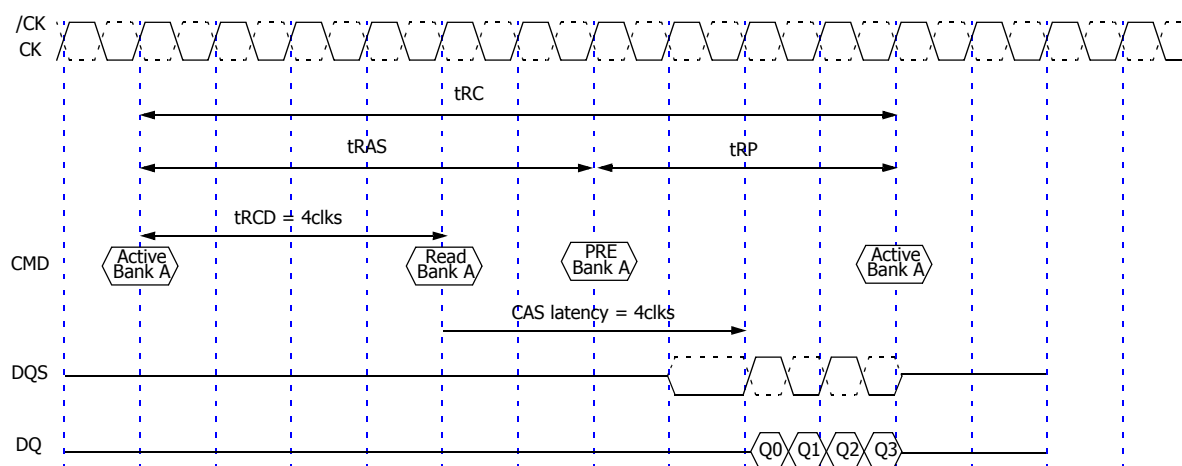 /CK
CK
tRC
tRAS
tRP
tRCD = 4clks
CMD
Active
Bank A
Read
Bank A
PRE
Bank A
Active
Bank A
CAS latency = 4clks
DQS
DQ
Q0
Q1
Q2
Q3